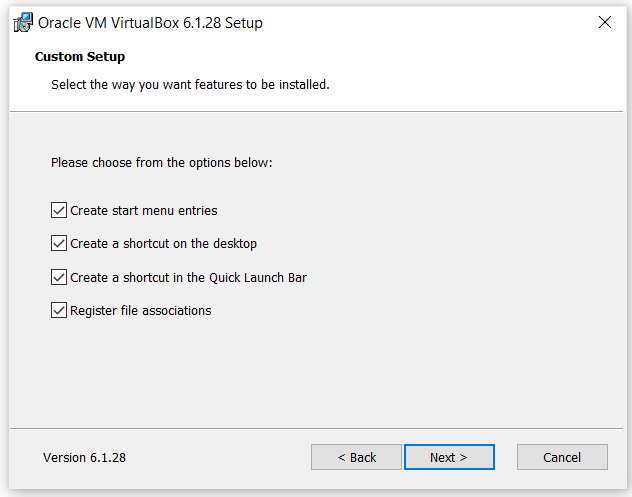 Oracle VM VirtualBox 6.1.28 Setup
Custom Setup
Select the way you want features to be installed.
Please choose from the options below:
Create start menu entries
Create a shortcut on the desktop
Create a shortcut in the Quick Launch Bar
Register file associations
Version 6.1.28
< Back
Next >
Cancel